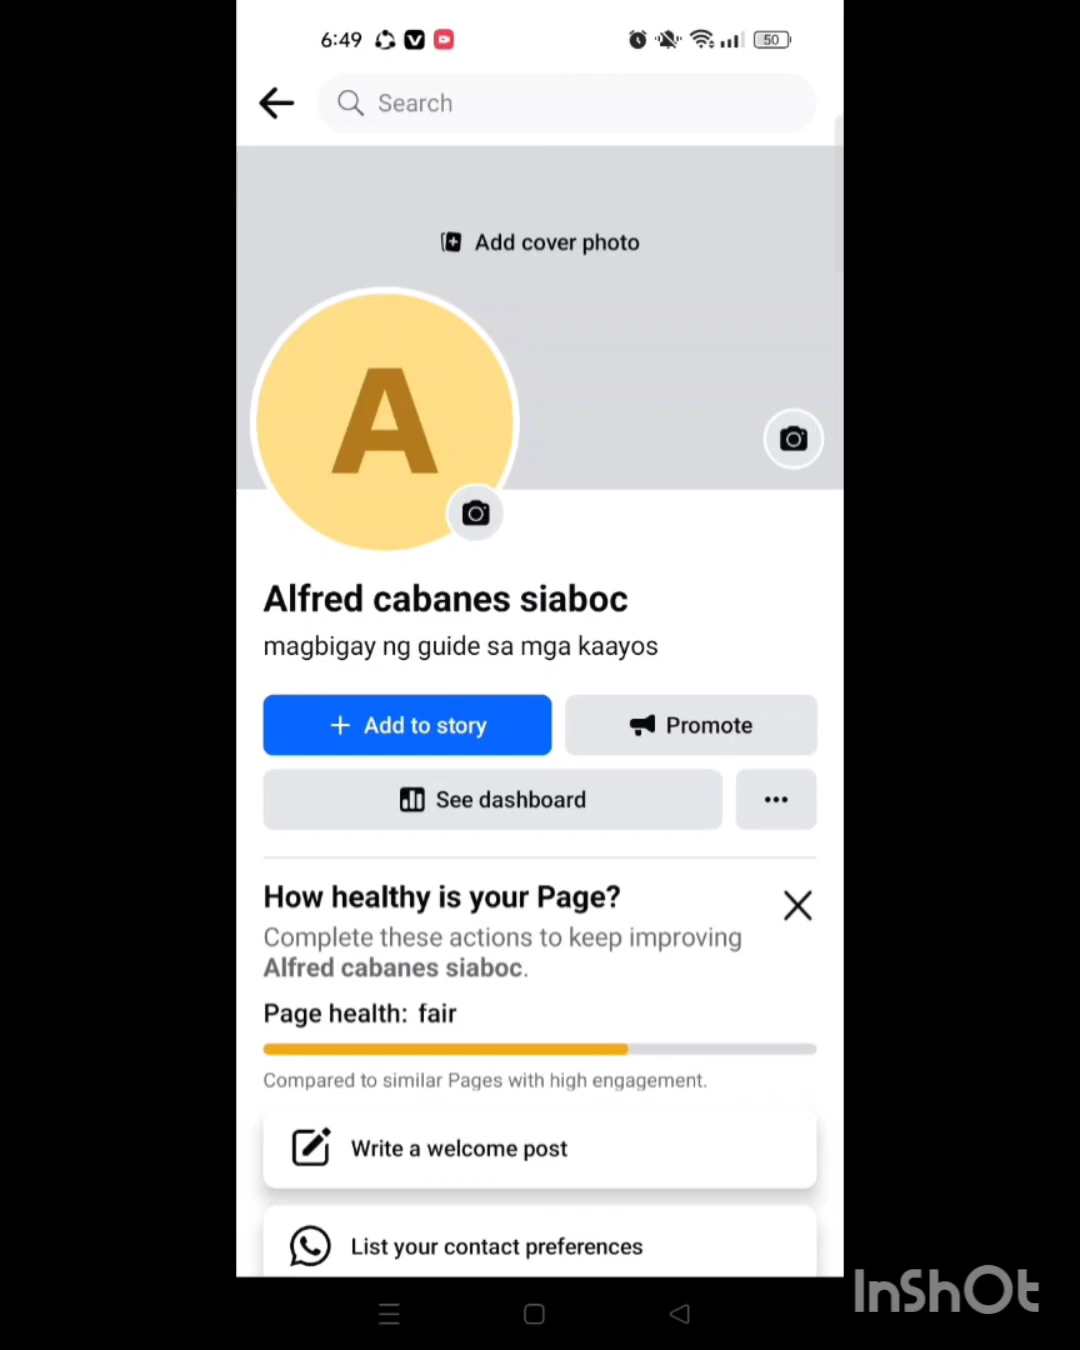 6:49
50
Search
Add cover photo
A
Alfred cabanes siaboc
magbigay ng guide sa mga kaayos
Add to story
Promote
See dashboard
How healthy is your Page?
Complete these actions to keep improving
Alfred cabanes siaboc.
Page health: fair
Compared to similar Pages with high engagement.
Write a welcome post
List your contact preferences
InShOt